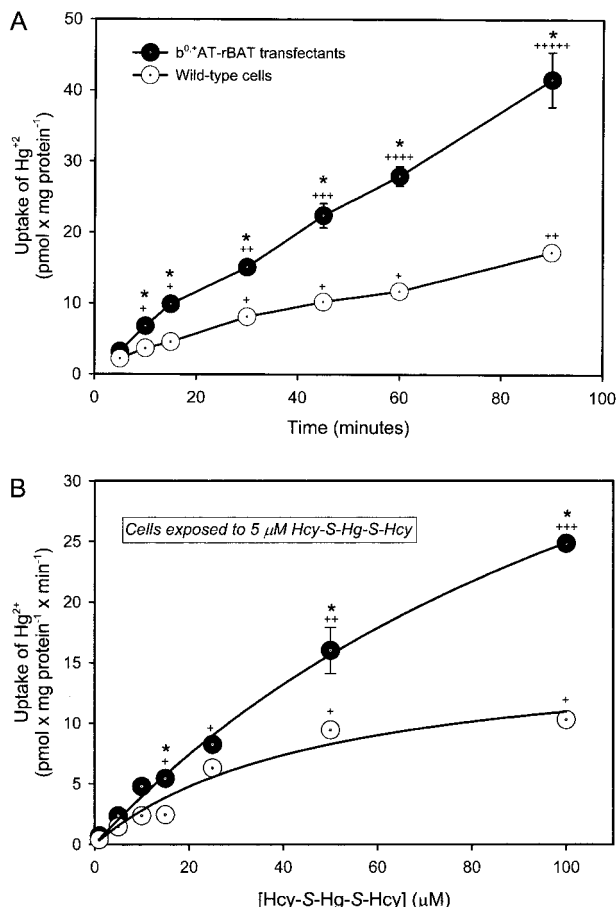 A
50
40
30
20
10
0
Uptake of Hg+2
(pmol x mg protein-1)
b0,+AT-rBAT transfectants
Wild-type cells
*
+++++
*
++++
*
+++
*
++
*
+
*
+
++
+
+
+
0 20 40 60 80 100
Time (minutes)
B
30
25
20
15
10
5
0
Uptake of Hg2+
(pmol x mg protein-1 x min-1)
Cells exposed to 5 μM Hcy-S-Hg-S-Hcy
*
+++
*
++
+
*
+
+
+
0 20 40 60 80 100
[Hcy-S-Hg-S-Hcy] (μM)